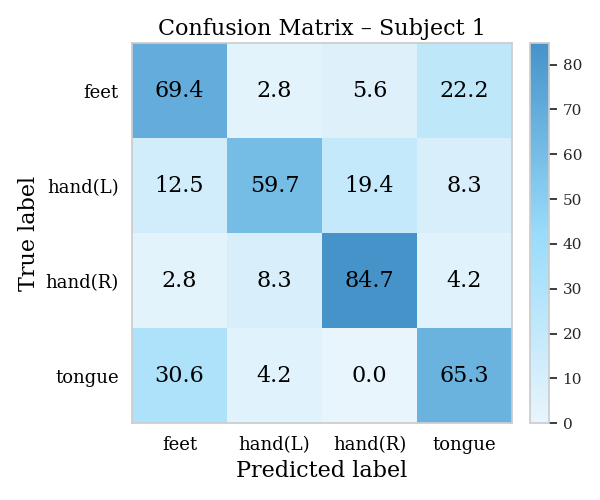 Confusion Matrix – Subject 1
feet 69.4 2.8 5.6 22.2
hand(L) 12.5 59.7 19.4 8.3
hand(R) 2.8 8.3 84.7 4.2
tongue 30.6 4.2 0.0 65.3
feet hand(L) hand(R) tongue
Predicted label
True label
80
70
60
50
40
30
20
10
0